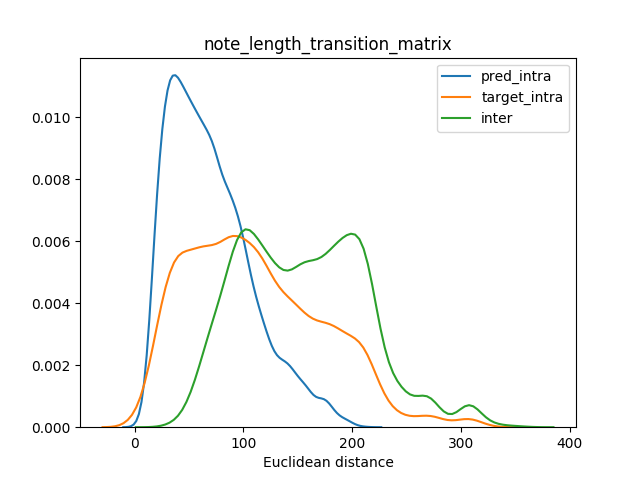 note_length_transition_matrix
pred_intra
target_intra
inter
0.010
0.008
0.006
0.004
0.002
0.000
0
100
200
300
400
Euclidean distance